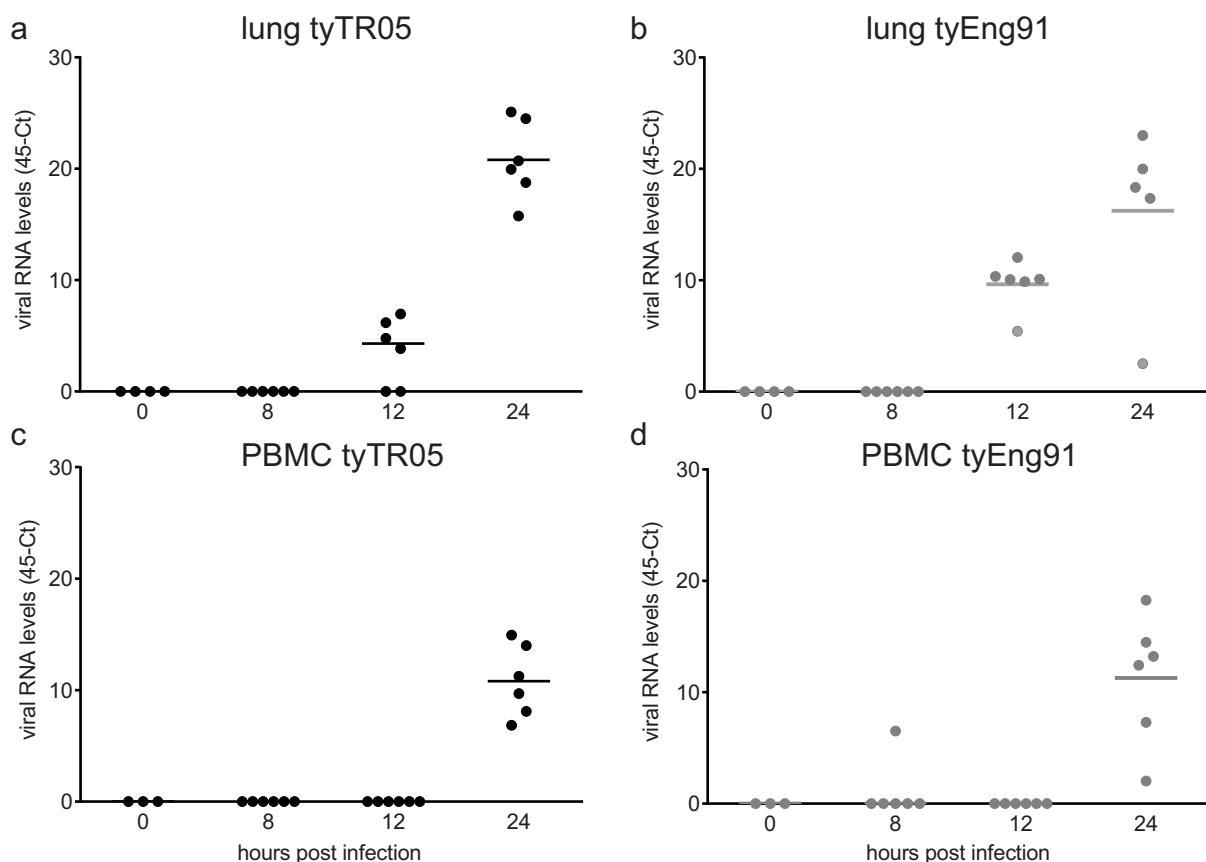 a
lung tyTR05
viral RNA levels (45-Ct)
30
20
10
0
0 8 12 24
b
lung tyEng91
viral RNA levels (45-Ct)
30
20
10
0
0 8 12 24
c
PBMC tyTR05
viral RNA levels (45-Ct)
30
20
10
0
0 8 12 24
hours post infection
d
PBMC tyEng91
viral RNA levels (45-Ct)
30
20
10
0
0 8 12 24
hours post infection